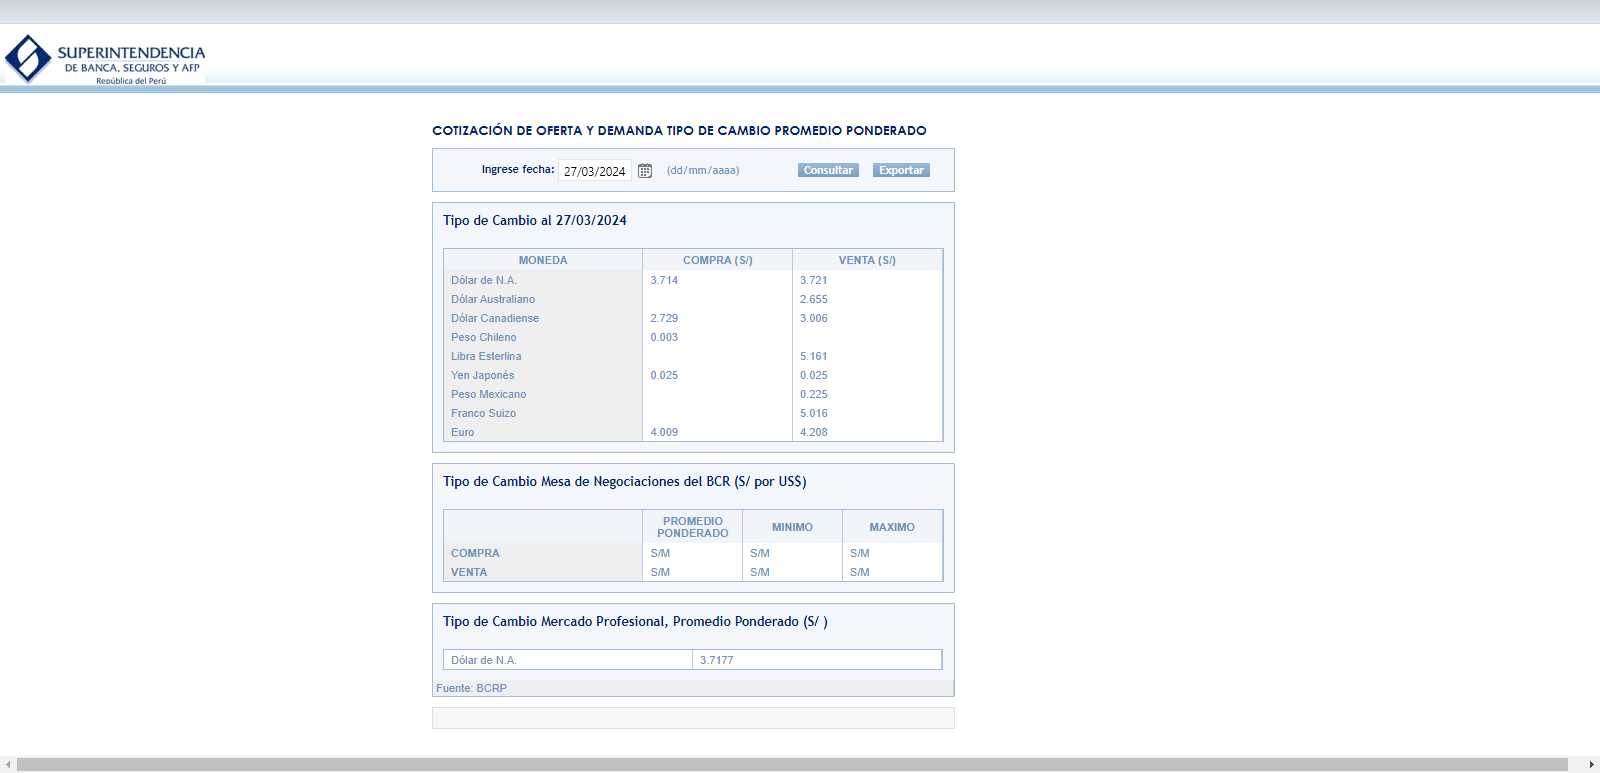 SUPERINTENDENCIA
DE BANCA, SEGUROS Y AFP
República del Perú
COTIZACIÓN DE OFERTA Y DEMANDA TIPO DE CAMBIO PROMEDIO PONDERADO
Ingrese fecha: 27/03/2024 (dd/mm/aaaa) Consultar Exportar
Tipo de Cambio al 27/03/2024
MONEDA COMPRA (S/) VENTA (S/)
Dólar de N.A. 3.714 3.721
Dólar Australiano 2.655
Dólar Canadiense 2.729 3.006
Peso Chileno 0.003
Libra Esterlina 5.161
Yen Japonés 0.025 0.025
Peso Mexicano 0.225
Franco Suizo 5.016
Euro 4.009 4.208
Tipo de Cambio Mesa de Negociaciones del BCR (S/ por US$)
PROMEDIO
PONDERADO MINIMO MAXIMO
COMPRA S/M S/M S/M
VENTA S/M S/M S/M
Tipo de Cambio Mercado Profesional, Promedio Ponderado (S/ )
Dólar de N.A. 3.7177
Fuente: BCRP